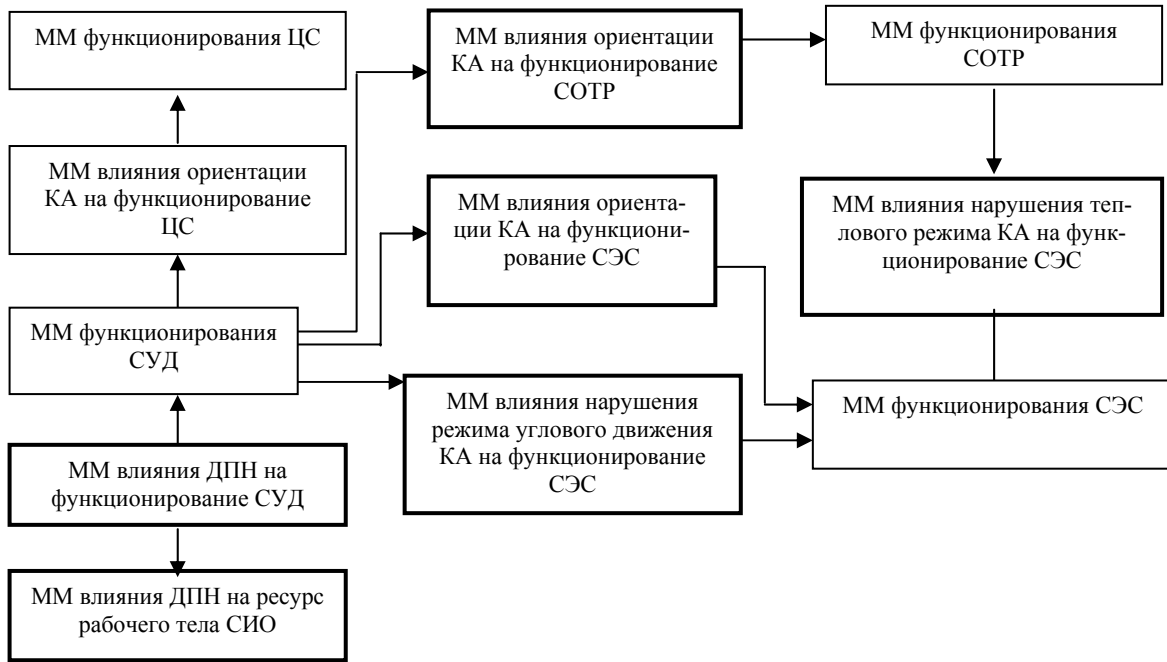 ММ функционирования ЦС
ММ влияния ориентации
КА на функционирование
ЦС
ММ функционирования
СУД
ММ влияния ДПН на
функционирование СУД
ММ влияния ДПН на ресурс
рабочего тела СИО
ММ влияния ориентации
КА на функционирование
СОТР
ММ влияния ориента-
ции КА на функциони-
рование СЭС
ММ влияния нарушения
режима углового движения
КА на функционирование
СЭС
ММ функционирования
СОТР
ММ влияния нарушения теп-
лового режима КА на функ-
ционирование СЭС
ММ функционирования СЭС